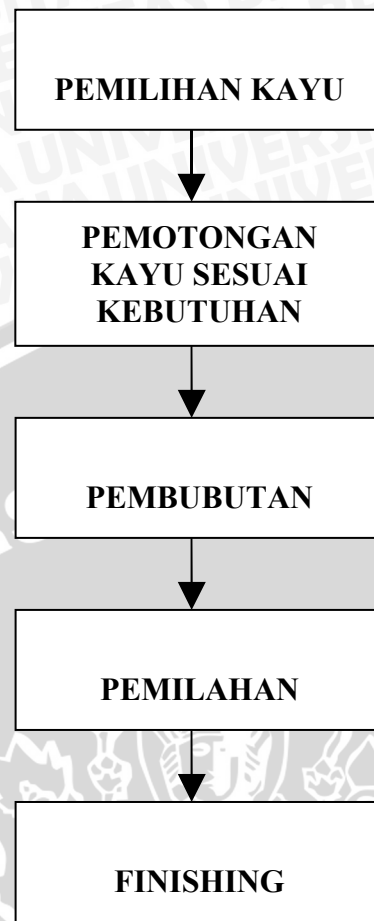 PEMILIHAN KAYU
PEMOTONGAN
KAYU SESUAI
KEBUTUHAN
PEMBUBUTAN
PEMILAHAN
FINISHING